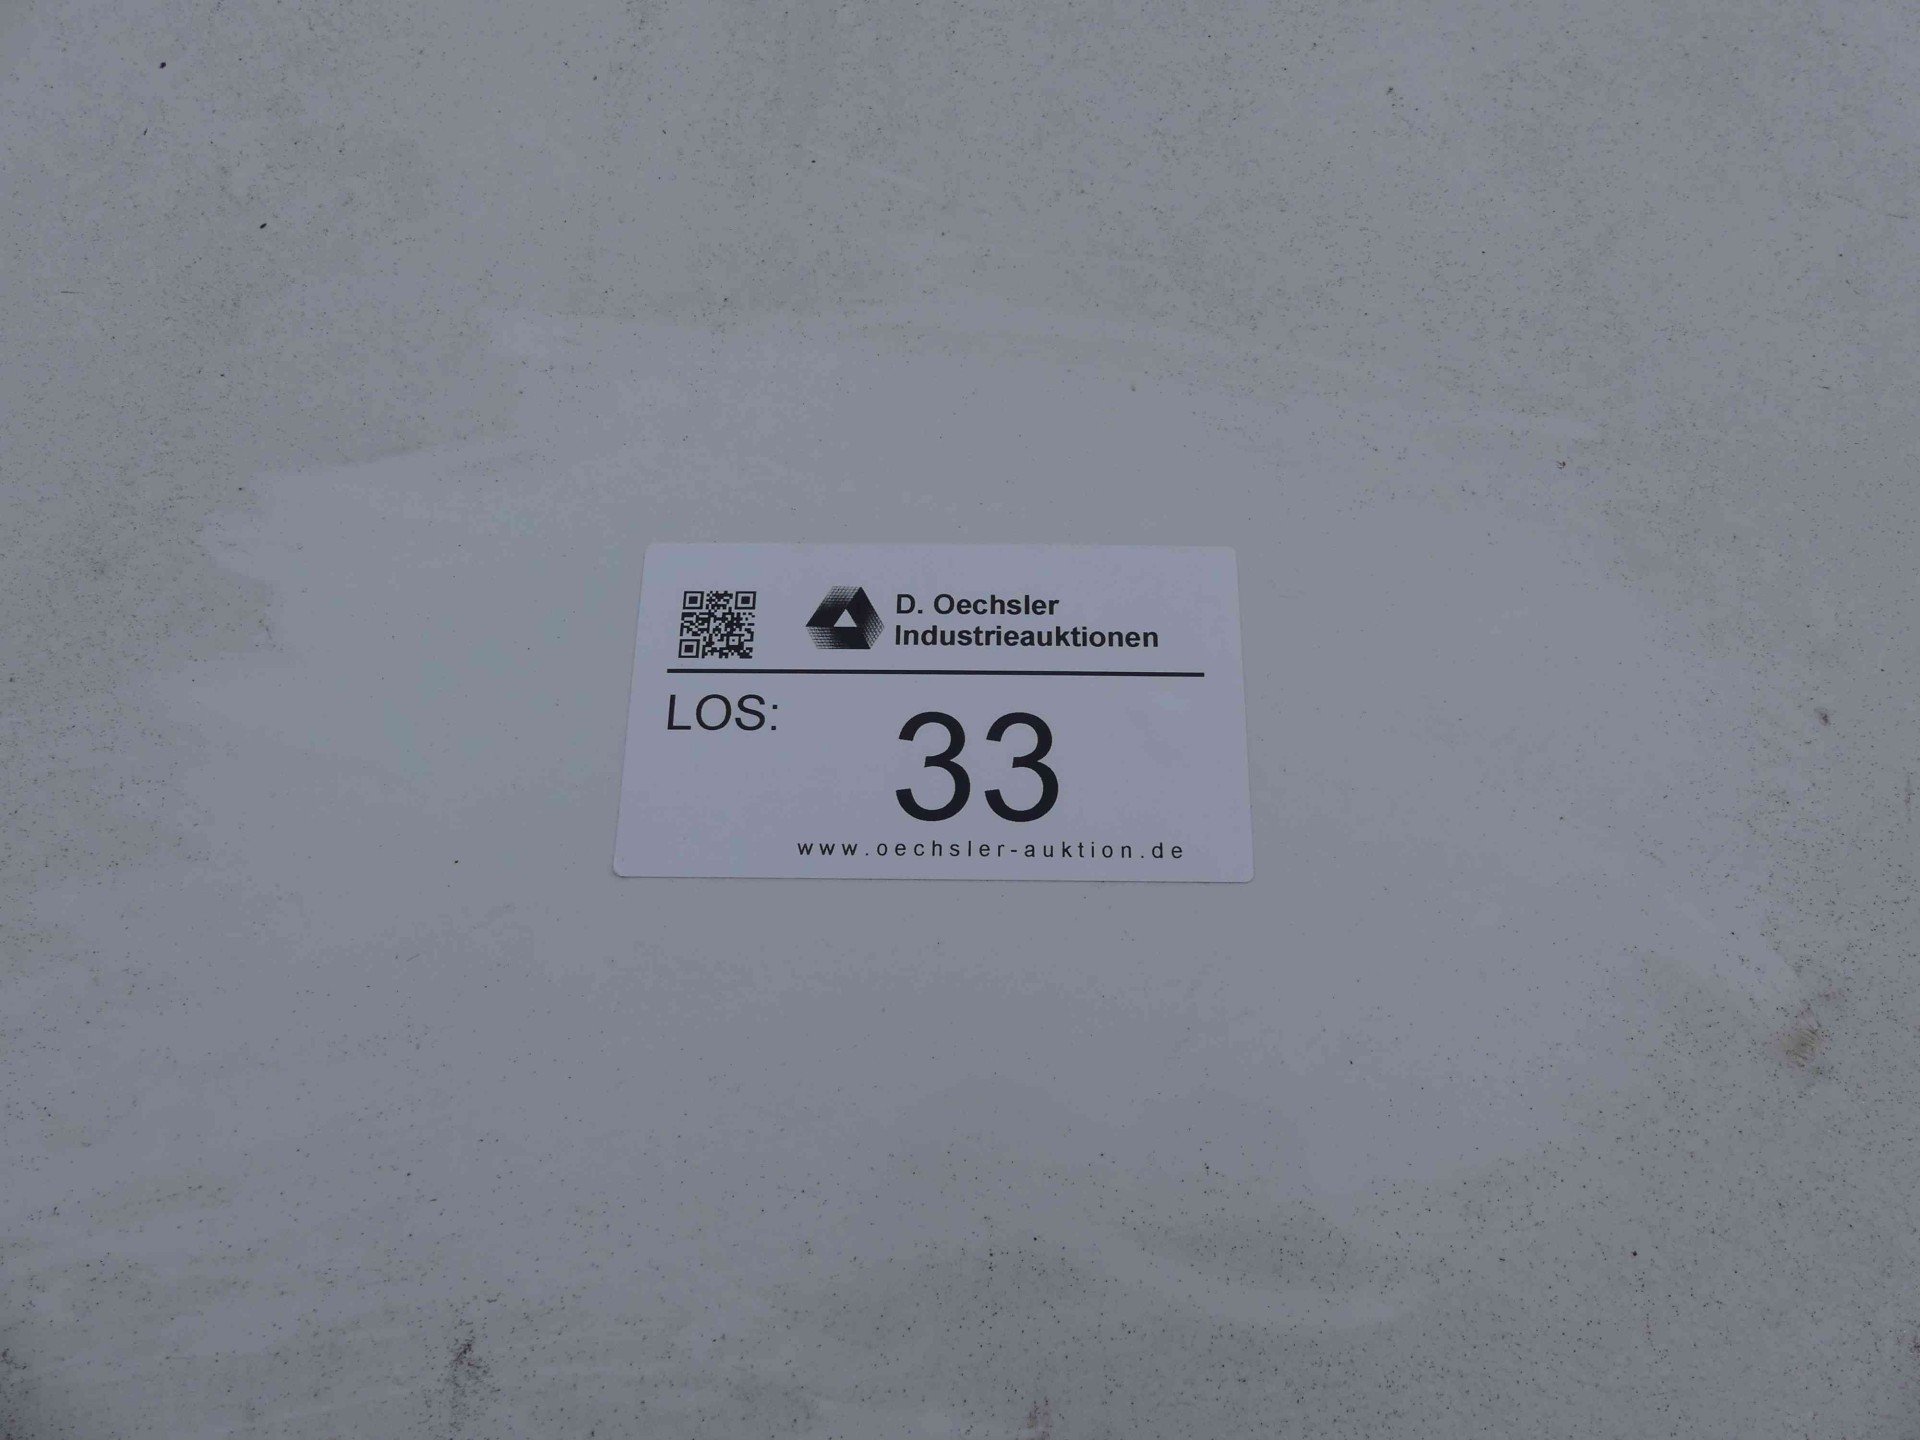 D. Oechsler
Industrieauktionen
LOS:
33
www.oechsler-auktion.de